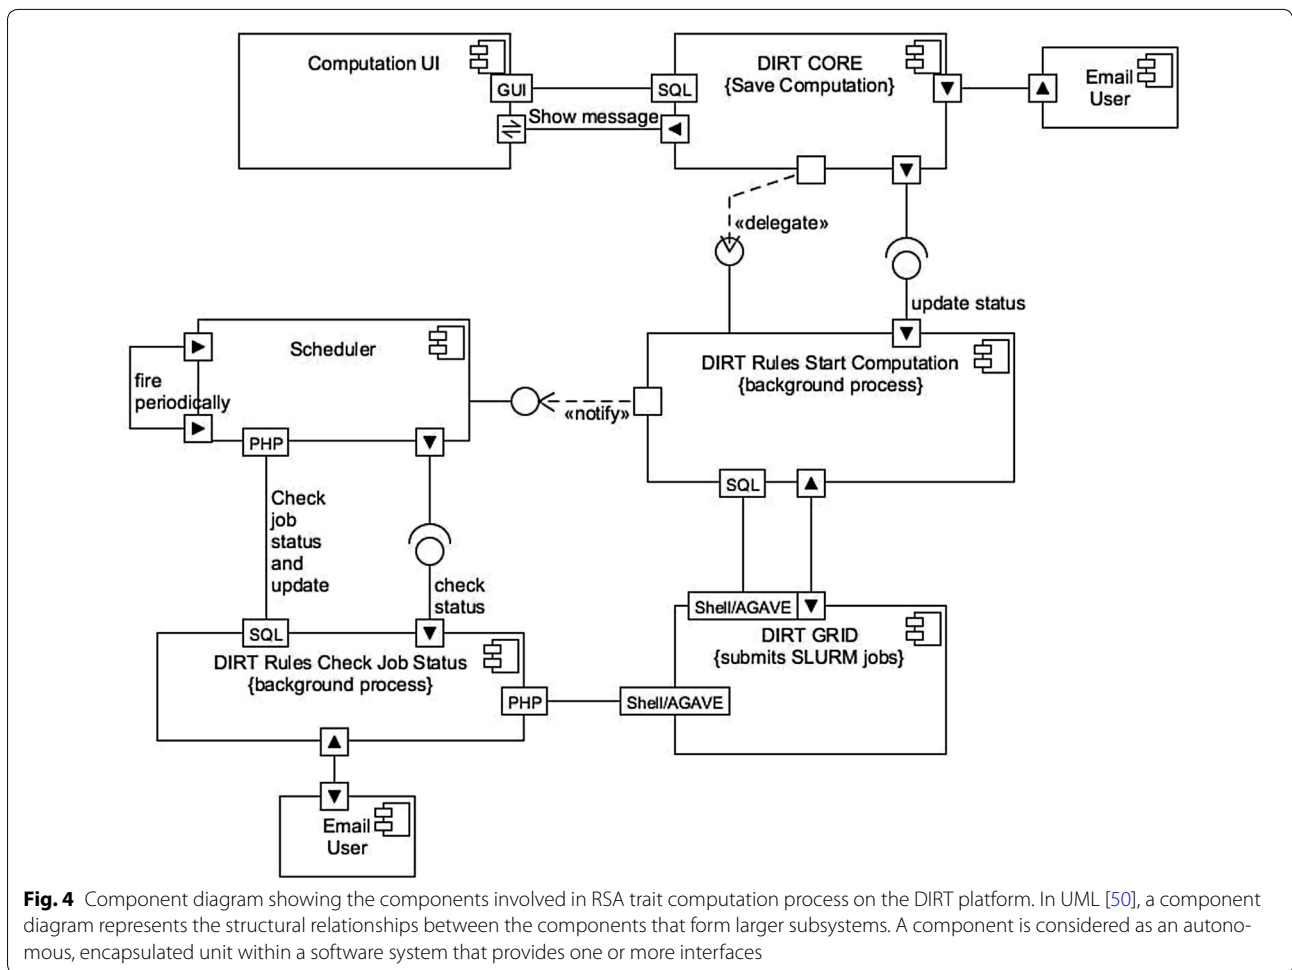 Computation UI
DIRT CORE
{Save Computation}
Email
User
GUI
SQL
Show message
«delegate»
update status
Scheduler
fire
periodically
DIRT Rules Start Computation
{background process}
«notify»
PHP
SQL
Check
job
status
and
update
check
status
Shell/AGAVE
DIRT GRID
{submits SLURM jobs}
SQL
DIRT Rules Check Job Status
{background process}
PHP
Shell/AGAVE
Email
User
Fig. 4 Component diagram showing the components involved in RSA trait computation process on the DIRT platform. In UML [50], a component
diagram represents the structural relationships between the components that form larger subsystems. A component is considered as an autono-
mous, encapsulated unit within a software system that provides one or more interfaces